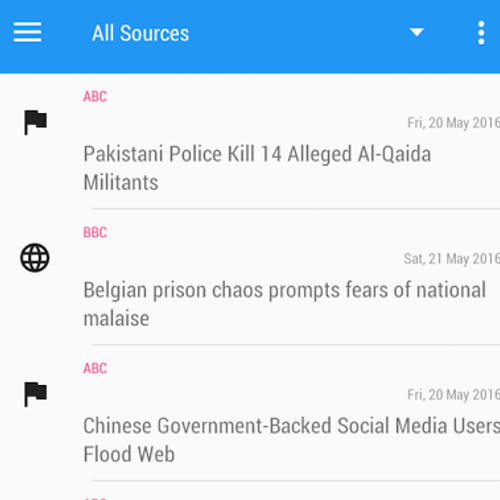 All Sources
ABC
Fri, 20 May 2016
Pakistani Police Kill 14 Alleged Al-Qaida
Militants
BBC
Sat, 21 May 2016
Belgian prison chaos prompts fears of national
malaise
ABC
Fri, 20 May 2016
Chinese Government-Backed Social Media Users
Flood Web